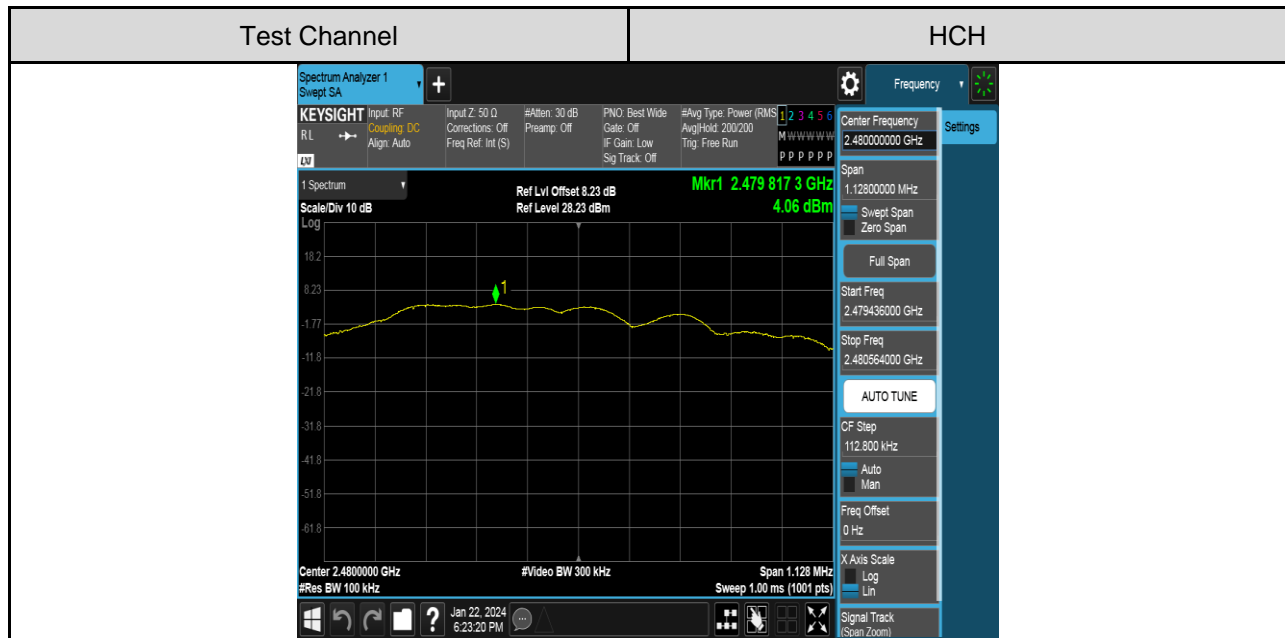 Test Channel HCH
Spectrum Analyzer 1
Swept SA
Frequency
KEYSIGHT Input: RF Input Z: 50 Ω #Atten: 30 dB PNO: Best Wide #Avg Type: Power (RMS 1 2 3 4 5 6
RL Coupling: DC Corrections: Off Preamp: Off Gate: Off Avg|Hold: 200/200 M W W W W W
Align: Auto Freq Ref: Int (S) IF Gain: Low Trig: Free Run
LXI Sig Track: Off P P P P P P
1 Spectrum Ref Lvl Offset 8.23 dB Mkr1 2.479 817 3 GHz
Scale/Div 10 dB Ref Level 28.23 dBm 4.06 dBm
Log
18.2
8.23
-1.77
-11.8
-21.8
-31.8
-41.8
-51.8
-61.8
1
Center 2.4800000 GHz #Video BW 300 kHz Span 1.128 MHz
#Res BW 100 kHz Sweep 1.00 ms (1001 pts)
? Jan 22, 2024
6:23:20 PM
Center Frequency
2.480000000 GHz
Settings
Span
1.12800000 MHz
Swept Span
Zero Span
Full Span
Start Freq
2.479436000 GHz
Stop Freq
2.480564000 GHz
AUTO TUNE
CF Step
112.800 kHz
Auto
Man
Freq Offset
0 Hz
X Axis Scale
Log
Lin
Signal Track
(Span Zoom)